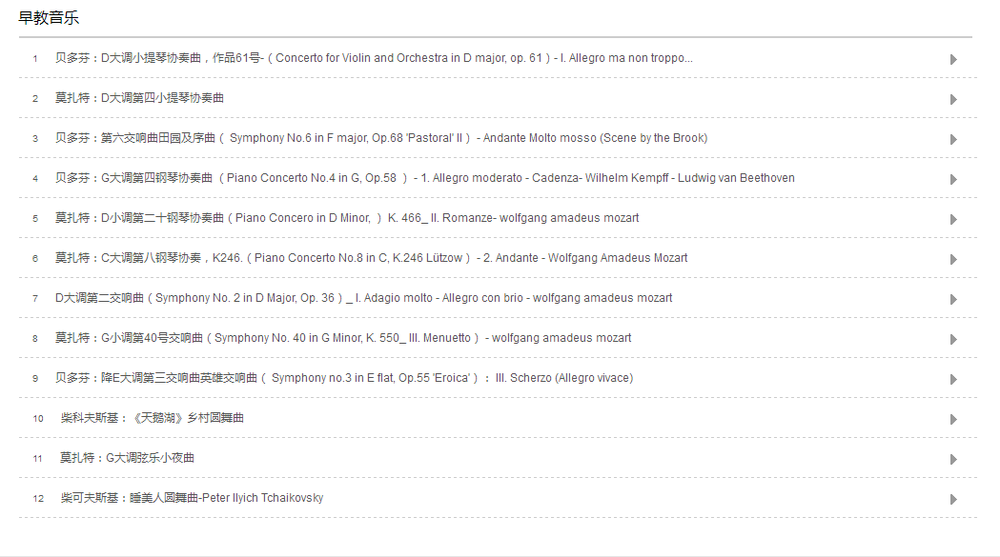 早教音乐
1 贝多芬：D大调小提琴协奏曲，作品61号-（Concerto for Violin and Orchestra in D major, op. 61）- I. Allegro ma non troppo...
2 莫扎特：D大调第四小提琴协奏曲
3 贝多芬：第六交响曲田园及序曲（ Symphony No.6 in F major, Op.68 'Pastoral' II） - Andante Molto mosso (Scene by the Brook)
4 贝多芬：G大调第四钢琴协奏曲 （Piano Concerto No.4 in G, Op.58 ） - 1. Allegro moderato - Cadenza- Wilhelm Kempff - Ludwig van Beethoven
5 莫扎特：D小调第二十钢琴协奏曲（Piano Concero in D Minor, ） K. 466_ II. Romanze- wolfgang amadeus mozart
6 莫扎特：C大调第八钢琴协奏，K246.（Piano Concerto No.8 in C, K.246 Lützow） - 2. Andante - Wolfgang Amadeus Mozart
7 D大调第二交响曲（Symphony No. 2 in D Major, Op. 36）_ I. Adagio molto - Allegro con brio - wolfgang amadeus mozart
8 莫扎特：G小调第40号交响曲（Symphony No. 40 in G Minor, K. 550_ III. Menuetto） - wolfgang amadeus mozart
9 贝多芬：降E大调第三交响曲英雄交响曲（ Symphony no.3 in E flat, Op.55 'Eroica'）： III. Scherzo (Allegro vivace)
10 柴科夫斯基：《天鹅湖》乡村圆舞曲
11 莫扎特：G大调弦乐小夜曲
12 柴可夫斯基：睡美人圆舞曲-Peter Ilyich Tchaikovsky